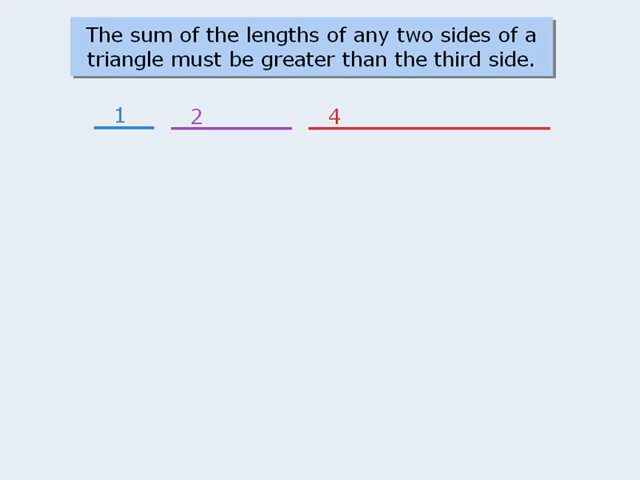 The sum of the lengths of any two sides of a
triangle must be greater than the third side.
1 2 4